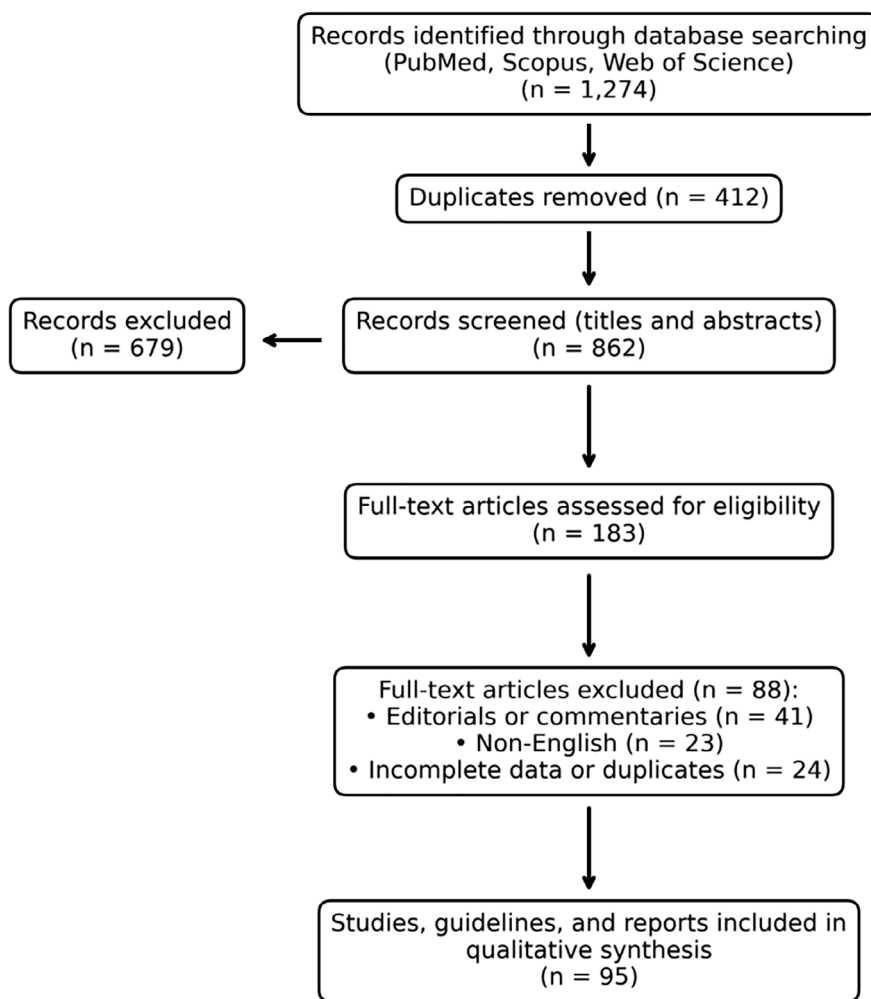 Records identified through database searching
(PubMed, Scopus, Web of Science)
(n = 1,274)
Duplicates removed (n = 412)
Records excluded
(n = 679)
Records screened (titles and abstracts)
(n = 862)
Full-text articles assessed for eligibility
(n = 183)
Full-text articles excluded (n = 88):
• Editorials or commentaries (n = 41)
• Non-English (n = 23)
• Incomplete data or duplicates (n = 24)
Studies, guidelines, and reports included in
qualitative synthesis
(n = 95)